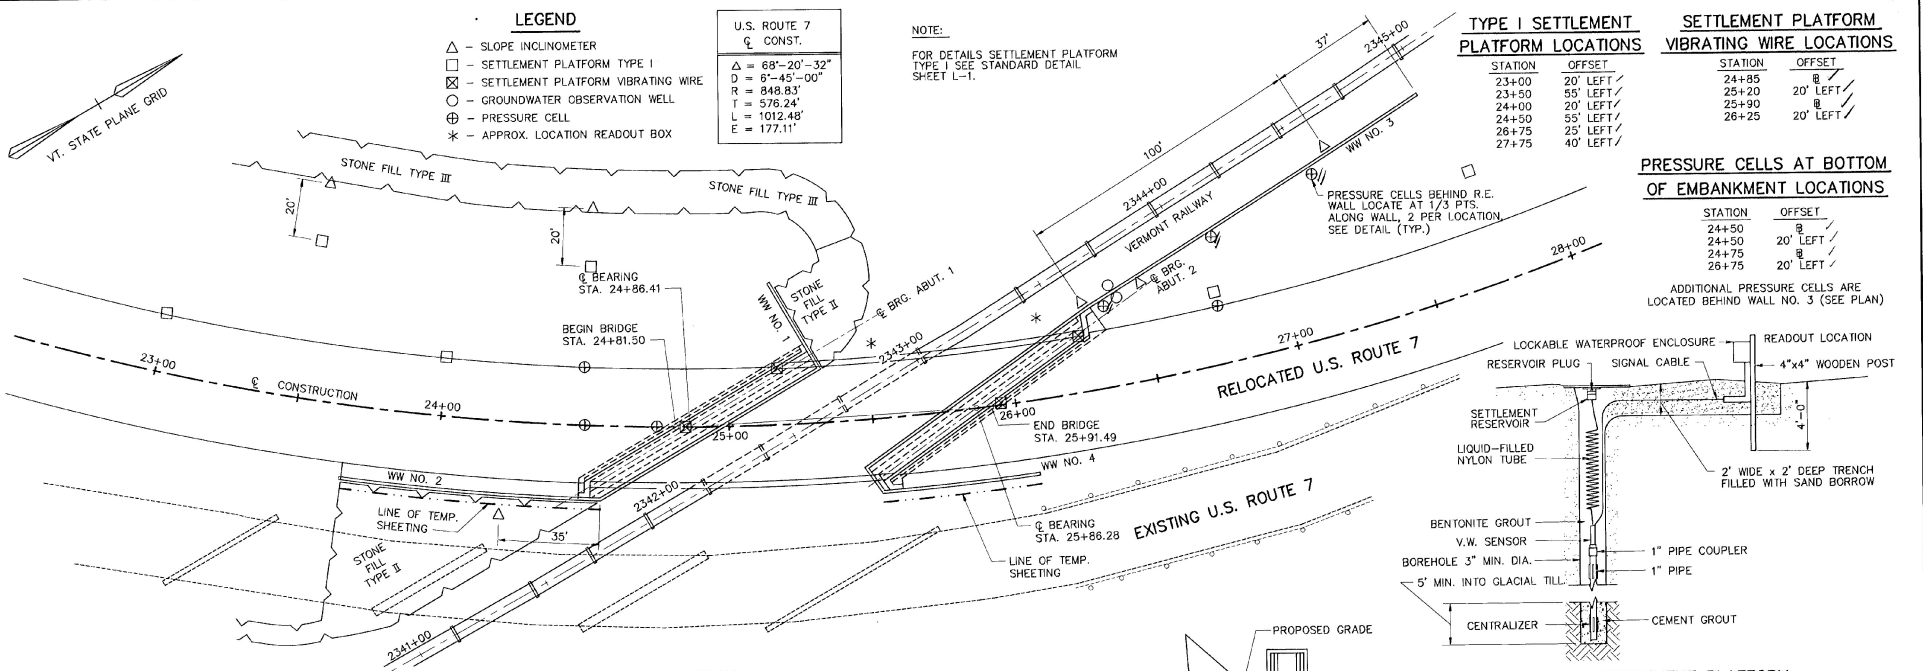 LEGEND
△ - SLOPE INCLINOMETER
□ - SETTLEMENT PLATFORM TYPE I
⊠ - SETTLEMENT PLATFORM VIBRATING WIRE
○ - GROUNDWATER OBSERVATION WELL
⊕ - PRESSURE CELL
* - APPROX. LOCATION READOUT BOX
U.S. ROUTE 7
℄ CONST.
△ = 68°-20'-32"
D = 6°-45'-00"
R = 848.83'
T = 576.24'
L = 1012.48'
E = 177.11'
NOTE:
FOR DETAILS SETTLEMENT PLATFORM
TYPE I SEE STANDARD DETAIL
SHEET L-1.
TYPE I SETTLEMENT
PLATFORM LOCATIONS
STATION OFFSET
23+00 20' LEFT ✓
23+50 55' LEFT ✓
24+00 20' LEFT ✓
24+50 55' LEFT ✓
26+75 25' LEFT ✓
27+75 40' LEFT ✓
SETTLEMENT PLATFORM
VIBRATING WIRE LOCATIONS
STATION OFFSET
24+85 ℄ ✓
25+20 20' LEFT ✓
25+90 ℄ ✓
26+25 20' LEFT ✓
PRESSURE CELLS AT BOTTOM
OF EMBANKMENT LOCATIONS
STATION OFFSET
24+50 ℄ ✓
24+50 20' LEFT ✓
24+75 ℄ ✓
26+75 20' LEFT ✓
ADDITIONAL PRESSURE CELLS ARE
LOCATED BEHIND WALL NO. 3 (SEE PLAN)
VT. STATE PLANE GRID
STONE FILL TYPE III
STONE FILL TYPE III
20'
20'
37'
100'
2345+00
2344+00
VERMONT RAILWAY
WW NO. 3
PRESSURE CELLS BEHIND R.E.
WALL LOCATE AT 1/3 PTS.
ALONG WALL, 2 PER LOCATION,
SEE DETAIL (TYP.)
℄ BEARING
STA. 24+86.41
WW NO. 1
STONE
FILL
TYPE II
℄ BRG. ABUT. 1
℄ BRG.
ABUT. 2
BEGIN BRIDGE
STA. 24+81.50
2343+00
28+00
27+00
23+00
℄ CONSTRUCTION
24+00
25+00
26+00
RELOCATED U.S. ROUTE 7
END BRIDGE
STA. 25+91.49
WW NO. 4
WW NO. 2
LINE OF TEMP.
SHEETING
35'
2342+00
EXISTING U.S. ROUTE 7
℄ BEARING
STA. 25+86.28
LINE OF TEMP.
SHEETING
STONE
FILL
TYPE II
2341+00
LOCKABLE WATERPROOF ENCLOSURE
READOUT LOCATION
RESERVOIR PLUG
SIGNAL CABLE
4"x4" WOODEN POST
SETTLEMENT
RESERVOIR
4'-0"
LIQUID-FILLED
NYLON TUBE
2' WIDE x 2' DEEP TRENCH
FILLED WITH SAND BORROW
BENTONITE GROUT
V.W. SENSOR
1" PIPE COUPLER
BOREHOLE 3" MIN. DIA.
1" PIPE
5' MIN. INTO GLACIAL TILL
CENTRALIZER
CEMENT GROUT
PROPOSED GRADE